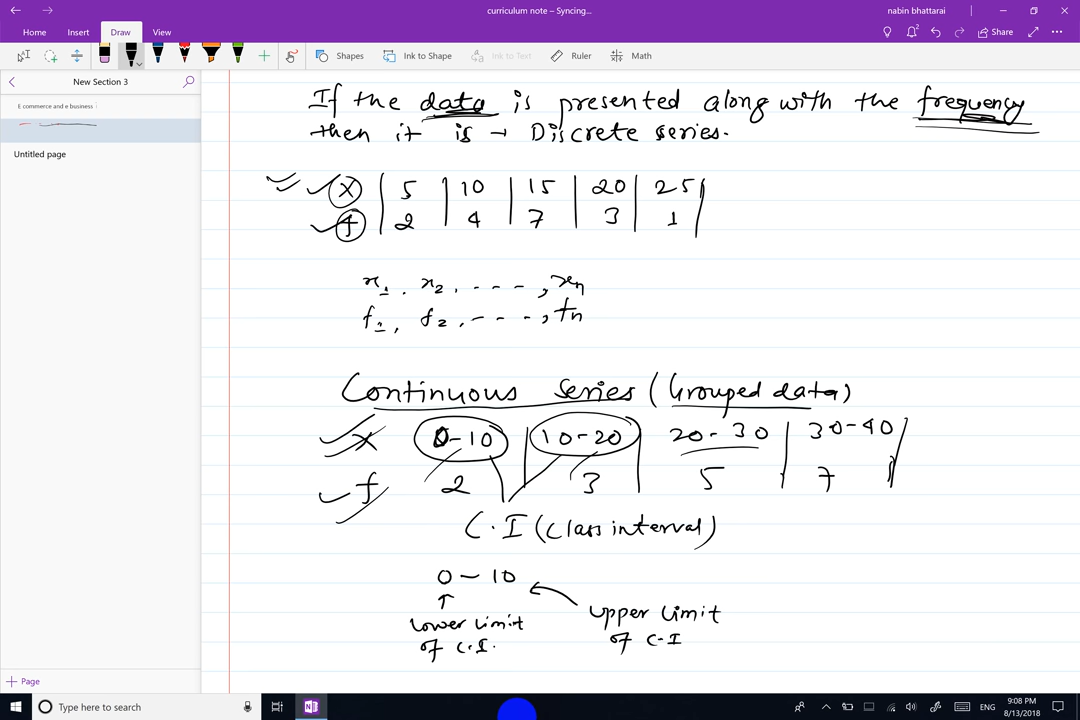 curriculum note – Syncing...
nabin bhattarai
Home Insert Draw View
Share
Shapes Ink to Shape Ink to Text Ruler Math
New Section 3
E commerce and e business
Untitled page
If the data is presented along with the frequency
then it is → Discrete series.
X 5 10 15 20 25
f 2 4 7 3 1
x1, x2, - - - -, xn
f1, f2, - - - -, fn
Continuous series (Grouped data)
X 0-10 10-20 20-30 30-40
f 2 3 5 7
C.I (class interval)
0 – 10
lower limit
of C.I.
upper limit
of C-I
Page
Type here to search
ENG
9:08 PM
8/13/2018